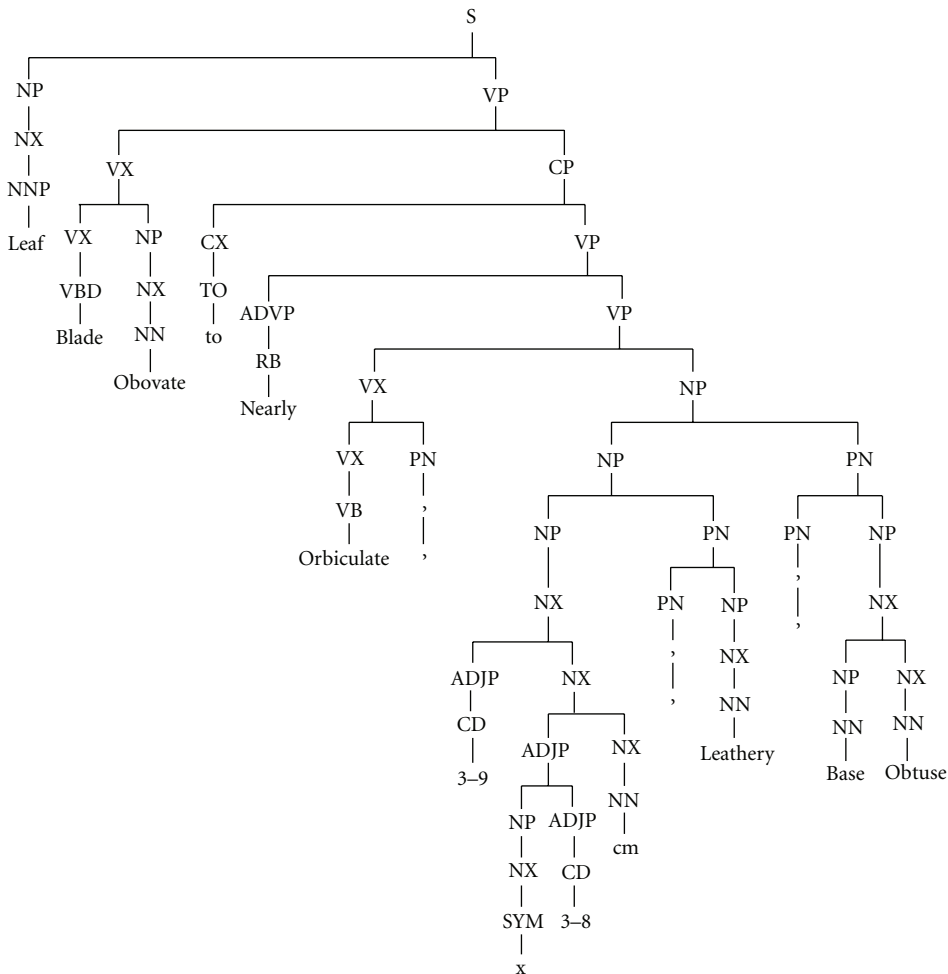 S
NP VP
NX
VX CP
NNP
Leaf VX NP CX VP
VBD NX TO ADVP VP
Blade NN to RB
Obovate Nearly VX NP
VX PN NP PN
VB ,
Orbiculate , NP PN PN NP
,
NX PN NP , NX
ADJP NX , NX NP NX
CD , NN NN NN
3–9 ADJP NX Leathery Base Obtuse
NP ADJP NN
NX CD cm
SYM 3–8
x